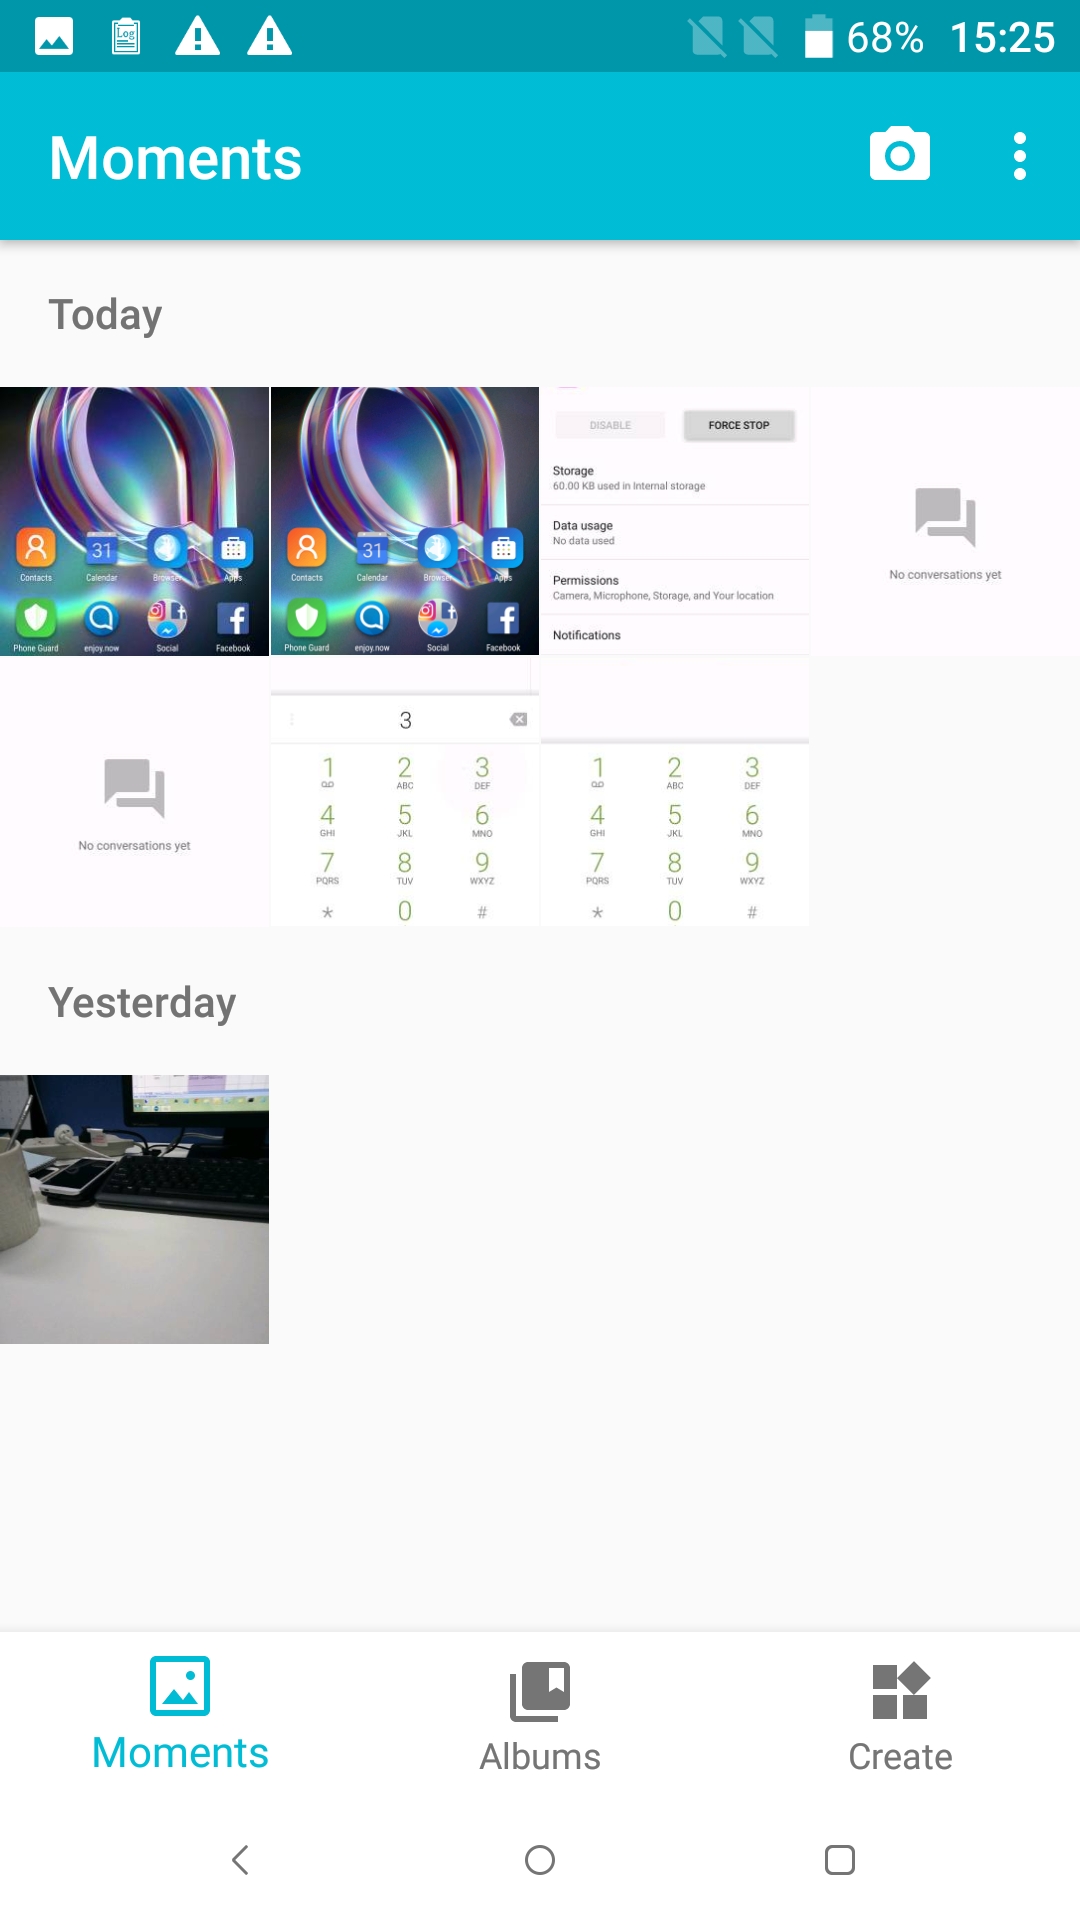 Log 68% 15:25
Moments
Today
31 31
Contacts Calendar Browser Apps
Phone Guard enjoy.now Social Facebook
Contacts Calendar Browser Apps
Phone Guard enjoy.now Social Facebook
DISABLE FORCE STOP
Storage
60.00 KB used in Internal storage
Data usage
No data used
Permissions
Camera, Microphone, Storage, and Your location
Notifications
No conversations yet
No conversations yet
3
1 2 3
ABC DEF
4 5 6
GHI JKL MNO
7 8 9
PQRS TUV WXYZ
* 0 #
1 2 3
ABC DEF
4 5 6
GHI JKL MNO
7 8 9
PQRS TUV WXYZ
* 0 #
Yesterday
Moments Albums Create